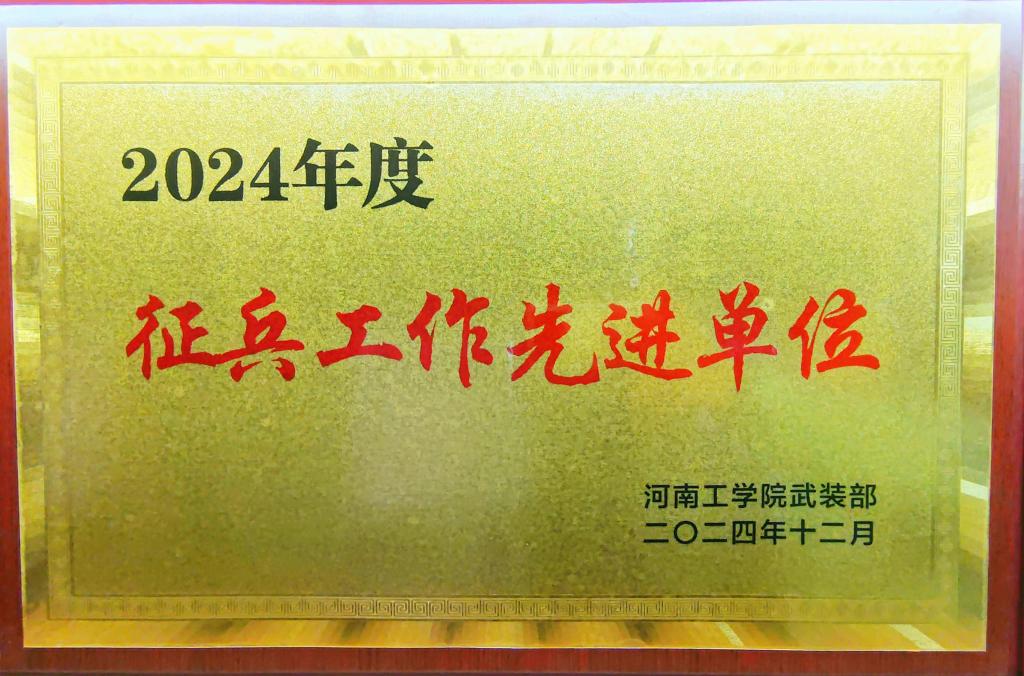 2024年度
征兵工作先进单位
河南工学院武装部
二〇二四年十二月